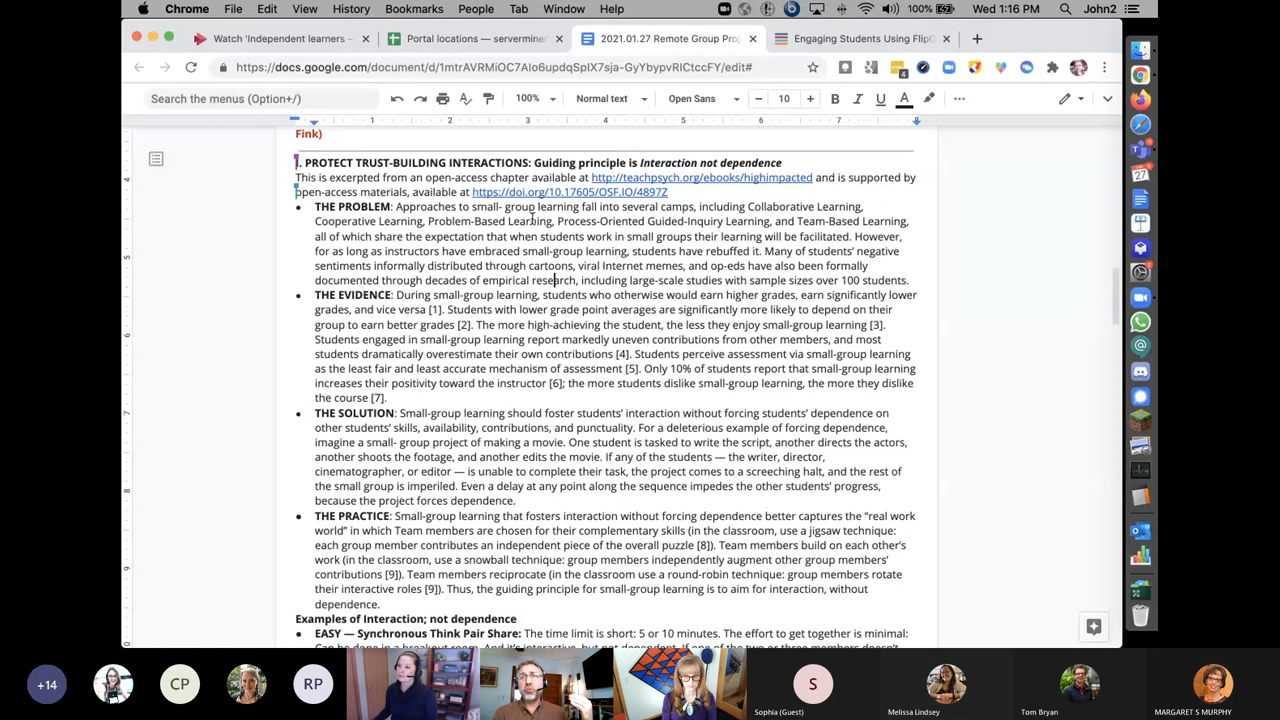 Chrome File Edit View History Bookmarks People Tab Window Help 100% Wed 1:16 PM John2
Watch 'Independent learners – Portal locations — serverminer 2021.01.27 Remote Group Proj Engaging Students Using FlipG
https://docs.google.com/document
AVRMiOC7AIo6updqSpIX7sja-GyYbypvRICtccFY/edit#
4
Search the menus (Option+/) 100% Normal text Open Sans 10 B I U A
1 2 3 4 5 6 7 8
Fink)
I. PROTECT TRUST-BUILDING INTERACTIONS: Guiding principle is Interaction not dependence
This is excerpted from an open-access chapter available at http://teachpsych.org/ebooks/highimpacted and is supported by
open-access materials, available at https://doi.org/10.17605/OSF.IO/4897Z
● THE PROBLEM: Approaches to small- group learning fall into several camps, including Collaborative Learning,
Cooperative Learning, Problem-Based Learning, Process-Oriented Guided-Inquiry Learning, and Team-Based Learning,
all of which share the expectation that when students work in small groups their learning will be facilitated. However,
for as long as instructors have embraced small-group learning, students have rebuffed it. Many of students' negative
sentiments informally distributed through cartoons, viral Internet memes, and op-eds have also been formally
documented through decades of empirical research, including large-scale studies with sample sizes over 100 students.
● THE EVIDENCE: During small-group learning, students who otherwise would earn higher grades, earn significantly lower
grades, and vice versa [1]. Students with lower grade point averages are significantly more likely to depend on their
group to earn better grades [2]. The more high-achieving the student, the less they enjoy small-group learning [3].
Students engaged in small-group learning report markedly uneven contributions from other members, and most
students dramatically overestimate their own contributions [4]. Students perceive assessment via small-group learning
as the least fair and least accurate mechanism of assessment [5]. Only 10% of students report that small-group learning
increases their positivity toward the instructor [6]; the more students dislike small-group learning, the more they dislike
the course [7].
● THE SOLUTION: Small-group learning should foster students' interaction without forcing students' dependence on
other students' skills, availability, contributions, and punctuality. For a deleterious example of forcing dependence,
imagine a small- group project of making a movie. One student is tasked to write the script, another directs the actors,
another shoots the footage, and another edits the movie. If any of the students — the writer, director,
cinematographer, or editor — is unable to complete their task, the project comes to a screeching halt, and the rest of
the small group is impaired. Even a delay at any point along the sequence impedes the other students' progress,
because the project forces dependence.
● THE PRACTICE: Small-group learning that fosters interaction without forcing dependence better captures the "real work
world" in which Team members are chosen for their complementary skills (in the classroom, use a jigsaw technique:
each group member contributes an independent piece of the overall puzzle [8]). Team members build on each other's
work (in the classroom, use a snowball technique: group members independently augment other group members'
contributions [9]). Team members reciprocate (in the classroom use a round-robin technique: group members rotate
their interactive roles [9]). Thus, the guiding principle for small-group learning is to aim for interaction, without
dependence.
Examples of Interaction; not dependence
● EASY — Synchronous Think Pair Share: The time limit is short: 5 or 10 minutes. The effort to get together is minimal:
+14 CP RP S
Sophia (Guest) Melissa Lindsey Tom Bryan MARGARET S MURPHY